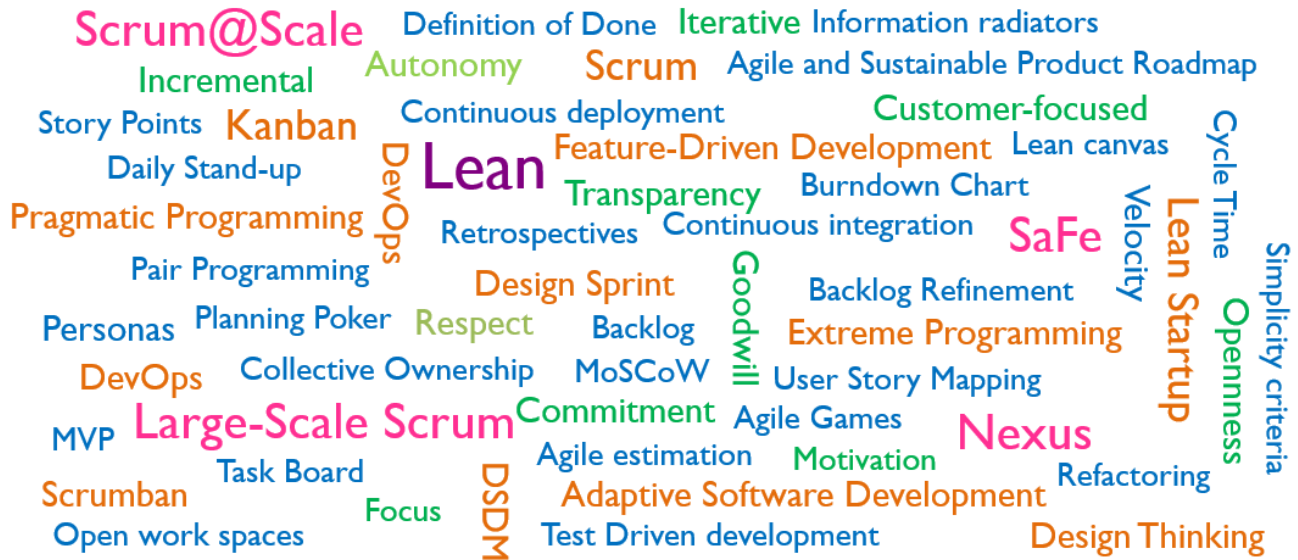 Scrum@Scale
Definition of Done
Iterative
Information radiators
Incremental
Autonomy
Scrum
Agile and Sustainable Product Roadmap
Story Points
Kanban
Continuous deployment
Customer-focused
Cycle Time
Daily Stand-up
DevOps
Lean
Feature-Driven Development
Lean canvas
Transparency
Burndown Chart
Pragmatic Programming
Retrospectives
Continuous integration
SaFe
Velocity
Lean Startup
Simplicity criteria
Pair Programming
Design Sprint
Goodwill
Backlog Refinement
Personas
Planning Poker
Respect
Backlog
Extreme Programming
Opennness
DevOps
Collective Ownership
MoSCoW
User Story Mapping
MVP
Large-Scale Scrum
Commitment
Agile Games
Nexus
Task Board
Agile estimation
Motivation
Refactoring
Scrumban
Focus
DSDM
Adaptive Software Development
Open work spaces
Test Driven development
Design Thinking